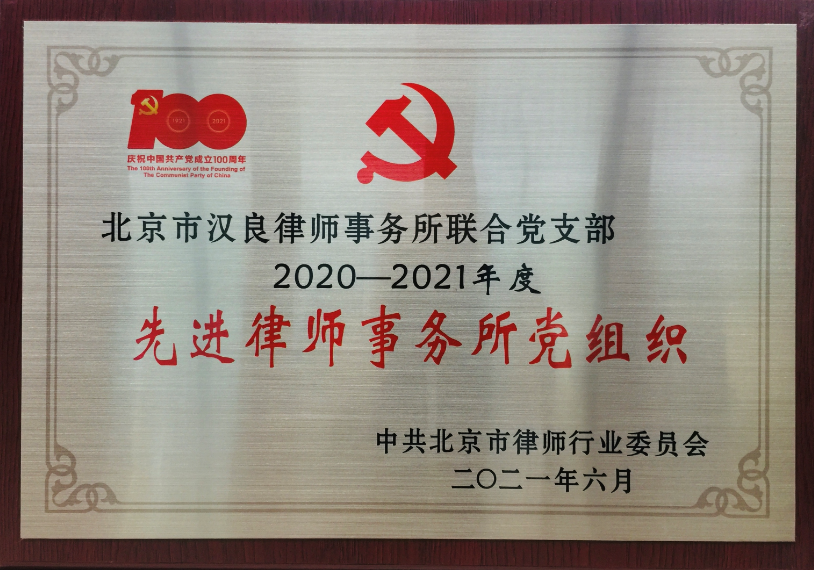 100
1921 2021
庆祝中国共产党成立100周年
The 100th Anniversary of the Founding of
The Communist Party of China
北京市汉良律师事务所联合党支部
2020—2021年度
先进律师事务所党组织
中共北京市律师行业委员会
二〇二一年六月